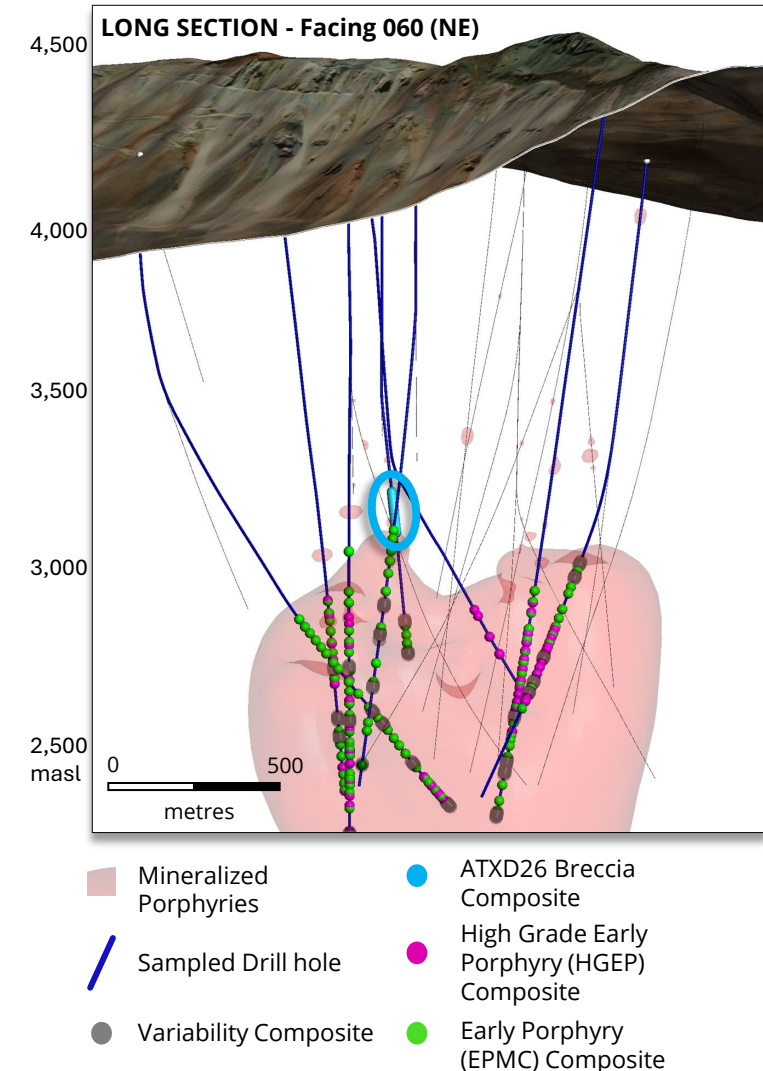 LONG SECTION - Facing 060 (NE)
4,500
4,000
3,500
3,000
2,500
masl
0 500
metres
Mineralized
Porphyries
Sampled Drill hole
Variability Composite
ATXD26 Breccia
Composite
High Grade Early
Porphyry (HGEP)
Composite
Early Porphyry
(EPMC) Composite